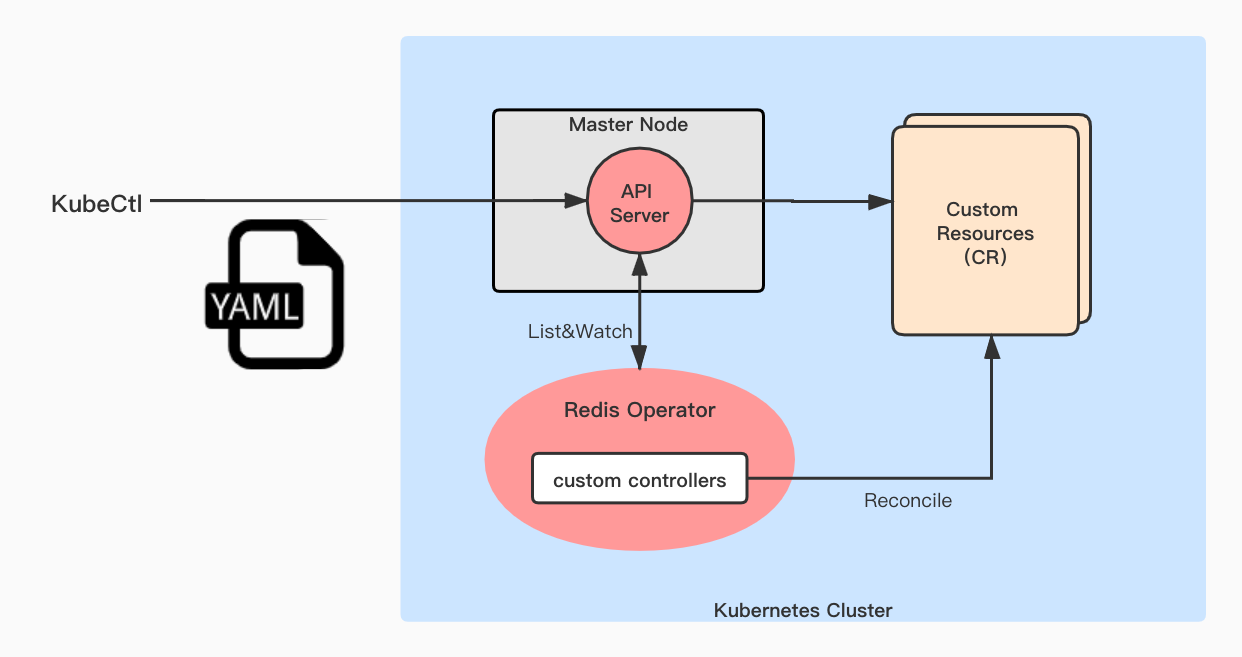 Master Node
API
Server
KubeCtl
Custom
Resources
(CR)
YAML
List&Watch
Redis Operator
custom controllers
Reconcile
Kubernetes Cluster